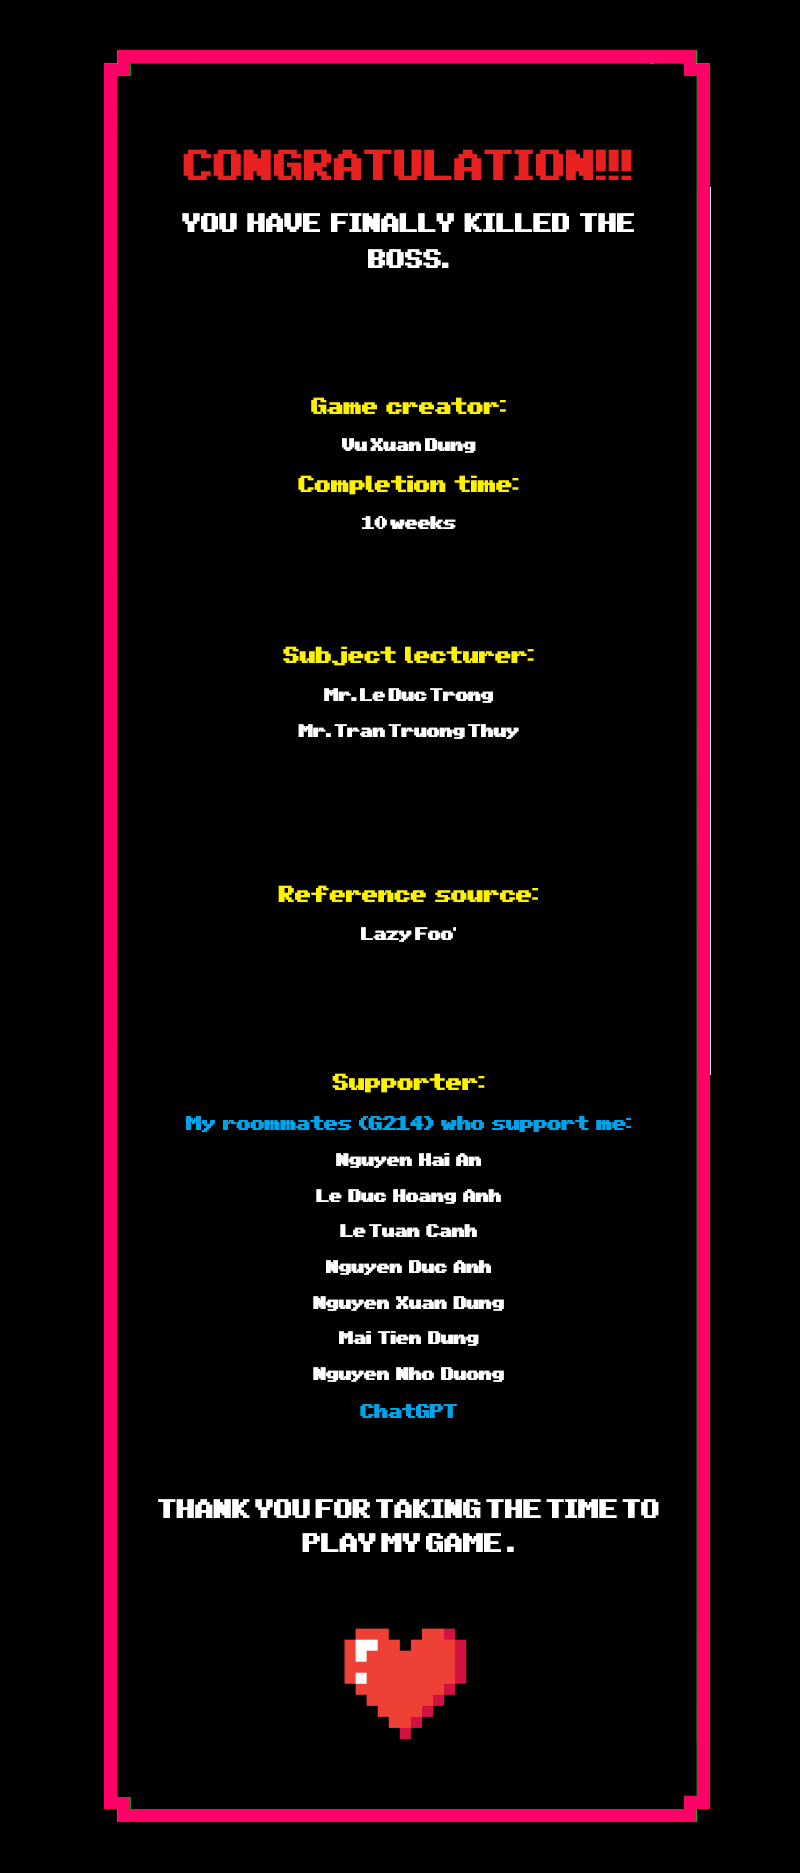 CONGRATULATION!!!
YOU HAVE FINALLY KILLED THE
BOSS.
Game creator:
Vu Xuan Dung
Completion time:
10 weeks
Subject lecturer:
Mr. Le Duc Trong
Mr. Tran Truong Thuy
Reference source:
Lazy Foo'
Supporter:
My roommates (G214) who support me:
Nguyen Hai An
Le Duc Hoang Anh
Le Tuan Canh
Nguyen Duc Anh
Nguyen Xuan Dung
Mai Tien Dung
Nguyen Nho Duong
ChatGPT
THANK YOU FOR TAKING THE TIME TO
PLAY MY GAME.